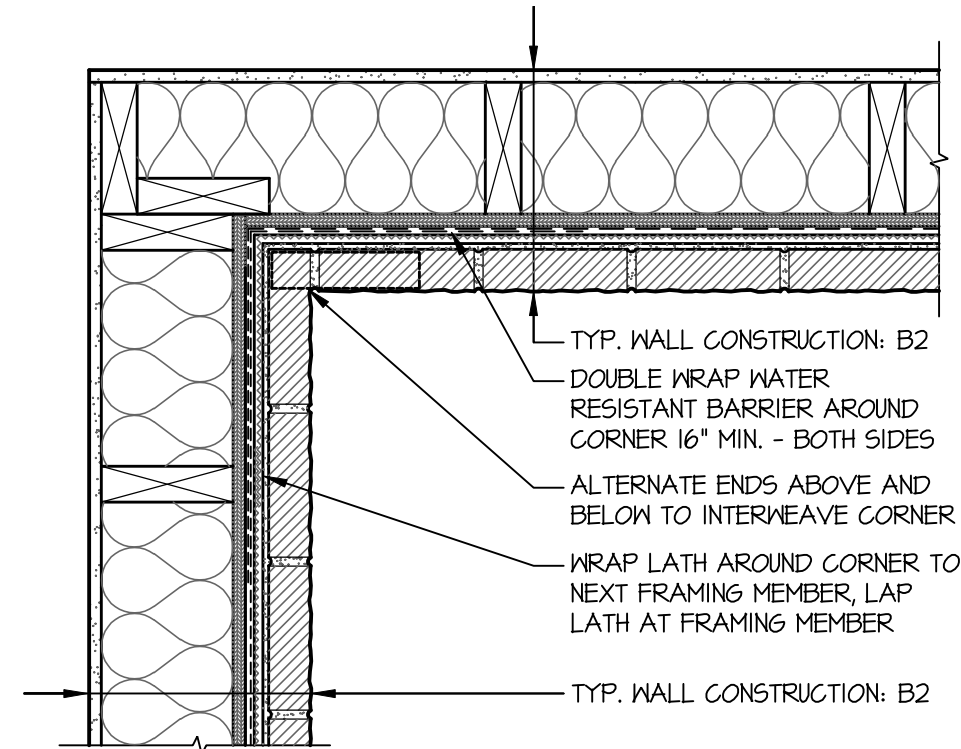 TYP. WALL CONSTRUCTION: B2
DOUBLE WRAP WATER
RESISTANT BARRIER AROUND
CORNER 16" MIN. - BOTH SIDES
ALTERNATE ENDS ABOVE AND
BELOW TO INTERWEAVE CORNER
WRAP LATH AROUND CORNER TO
NEXT FRAMING MEMBER, LAP
LATH AT FRAMING MEMBER
TYP. WALL CONSTRUCTION: B2